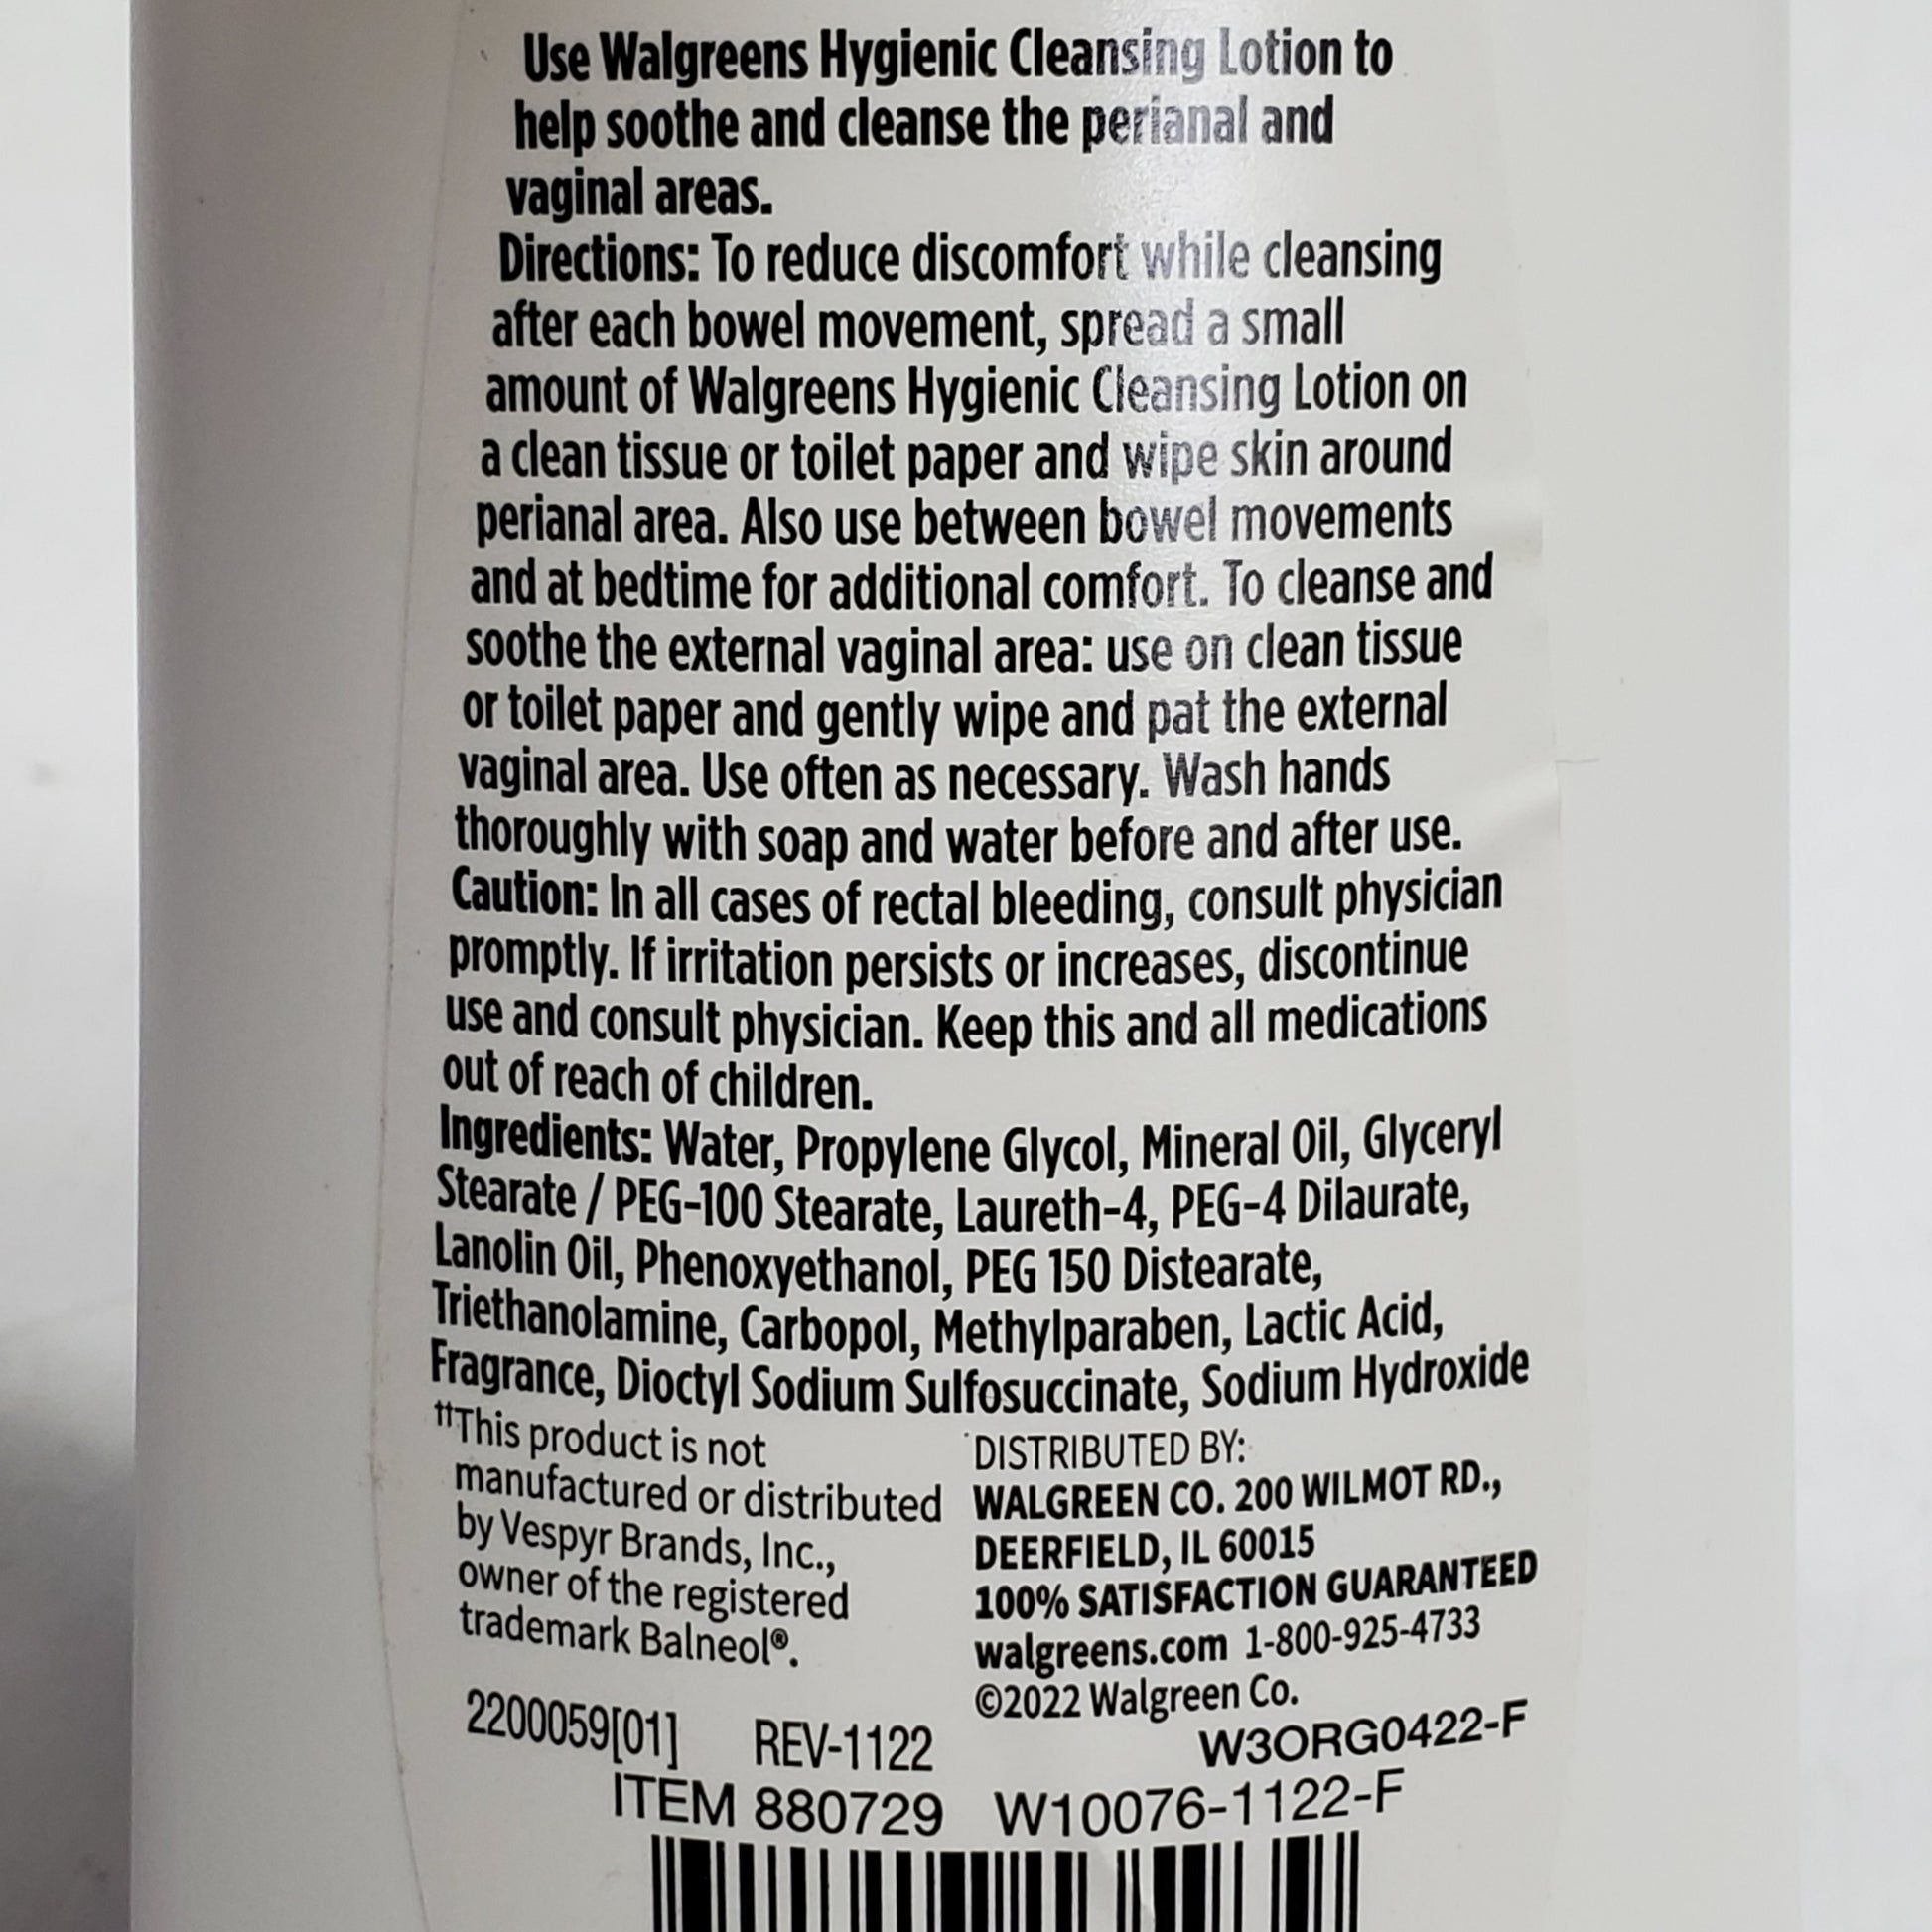 Use Walgreens Hygienic Cleansing Lotion to
help soothe and cleanse the perianal and
vaginal areas.
Directions: To reduce discomfort while cleansing
after each bowel movement, spread a small
amount of Walgreens Hygienic Cleansing Lotion on
a clean tissue or toilet paper and wipe skin around
perianal area. Also use between bowel movements
and at bedtime for additional comfort. To cleanse and
soothe the external vaginal area: use on clean tissue
or toilet paper and gently wipe and pat the external
vaginal area. Use often as necessary. Wash hands
thoroughly with soap and water before and after use.
Caution: In all cases of rectal bleeding, consult physician
promptly. If irritation persists or increases, discontinue
use and consult physician. Keep this and all medications
out of reach of children.
Ingredients: Water, Propylene Glycol, Mineral Oil, Glyceryl
Stearate / PEG-100 Stearate, Laureth-4, PEG-4 Dilaurate,
Lanolin Oil, Phenoxyethanol, PEG 150 Distearate,
Triethanolamine, Carbopol, Methylparaben, Lactic Acid,
Fragrance, Dioctyl Sodium Sulfosuccinate, Sodium Hydroxide
††This product is not
manufactured or distributed
by Vespyr Brands, Inc.,
owner of the registered
trademark Balneol®.
DISTRIBUTED BY:
WALGREEN CO. 200 WILMOT RD.,
DEERFIELD, IL 60015
100% SATISFACTION GUARANTEED
walgreens.com 1-800-925-4733
©2022 Walgreen Co.
2200059[01] REV-1122 W3ORG0422-F
ITEM 880729 W10076-1122-F